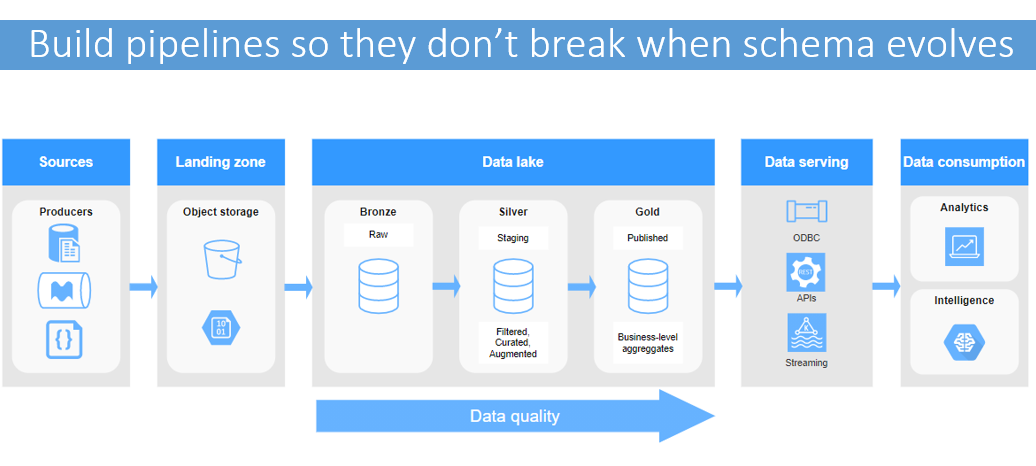 Build pipelines so they don’t break when schema evolves
Sources
Landing zone
Data lake
Data serving
Data consumption
Producers
Object storage
10
01
Bronze
Raw
Silver
Staging
Filtered,
Curated,
Augmented
Gold
Published
Business-level
aggreggates
ODBC
REST
APIs
K
Streaming
Analytics
Intelligence
Data quality